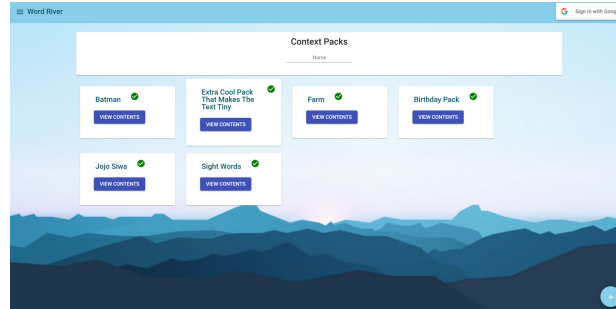 Word River
Sign in with Goog
Context Packs
Name
Batman
VIEW CONTENTS
Extra Cool Pack
That Makes The
Text Tiny
VIEW CONTENTS
Farm
VIEW CONTENTS
Birthday Pack
VIEW CONTENTS
Jojo Siwa
VIEW CONTENTS
Sight Words
VIEW CONTENTS
+